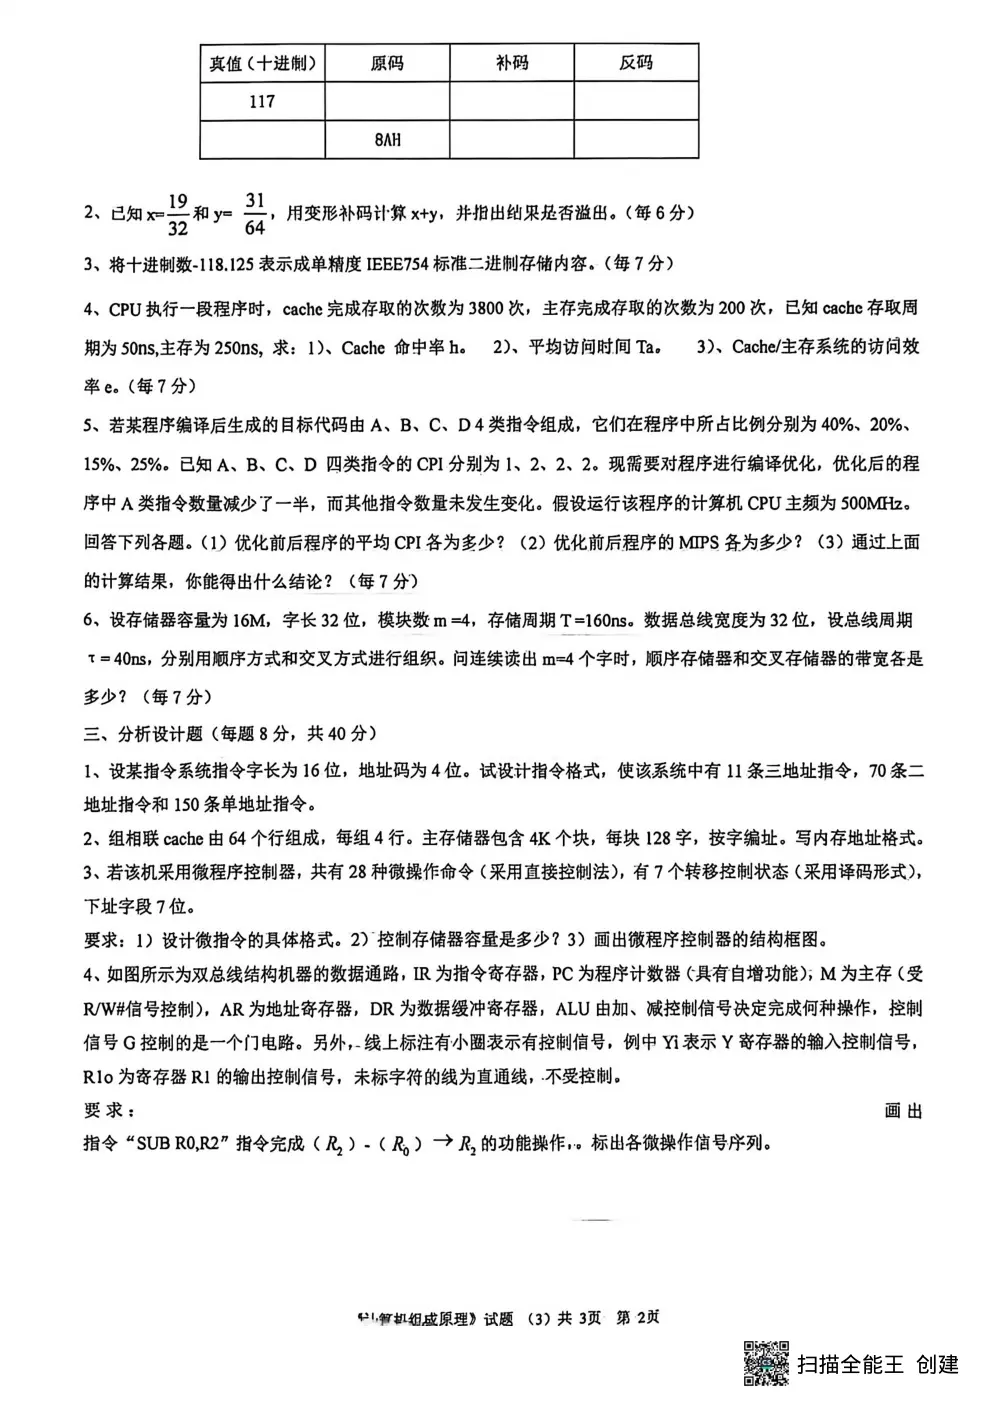 真值（十进制） 原码 补码 反码
117
8AH
2、已知x=19/32和y= 31/64，用变形补码计算 x+y，并指出结果是否溢出。（每 6 分）
3、将十进制数-118.125 表示成单精度 IEEE754 标准二进制存储内容。（每 7 分）
4、CPU 执行一段程序时，cache 完成存取的次数为 3800 次，主存完成存取的次数为 200 次，已知 cache 存取周
期为 50ns,主存为 250ns, 求：1）、Cache 命中率 h。 2）、平均访问时间 Ta。 3）、Cache/主存系统的访问效
率 e。（每 7 分）
5、若某程序编译后生成的目标代码由 A、B、C、D 4 类指令组成，它们在程序中所占比例分别为 40%、20%、
15%、25%。已知 A、B、C、D 四类指令的 CPI 分别为 1、2、2、2。现需要对程序进行编译优化，优化后的程
序中 A 类指令数量减少了一半，而其他指令数量未发生变化。假设运行该程序的计算机 CPU 主频为 500MHz。
回答下列各题。（1）优化前后程序的平均 CPI 各为多少？（2）优化前后程序的 MIPS 各为多少？（3）通过上面
的计算结果，你能得出什么结论？（每 7 分）
6、设存储器容量为 16M，字长 32 位，模块数 m =4，存储周期 T =160ns。数据总线宽度为 32 位，设总线周期
τ = 40ns，分别用顺序方式和交叉方式进行组织。问连续读出 m=4 个字时，顺序存储器和交叉存储器的带宽各是
多少？（每 7 分）
三、分析设计题（每题 8 分，共 40 分）
1、设某指令系统指令字长为 16 位，地址码为 4 位。试设计指令格式，使该系统中有 11 条三地址指令，70 条二
地址指令和 150 条单地址指令。
2、组相联 cache 由 64 个行组成，每组 4 行。主存储器包含 4K 个块，每块 128 字，按字编址。写内存地址格式。
3、若该机采用微程序控制器，共有 28 种微操作命令（采用直接控制法），有 7 个转移控制状态（采用译码形式），
下址字段 7 位。
要求：1）设计微指令的具体格式。2）控制存储器容量是多少？3）画出微程序控制器的结构框图。
4、如图所示为双总线结构机器的数据通路，IR 为指令寄存器，PC 为程序计数器（具有自增功能），M 为主存（受
R/W#信号控制），AR 为地址寄存器，DR 为数据缓冲寄存器，ALU 由加、减控制信号决定完成何种操作，控制
信号 G 控制的是一个门电路。另外，线上标注有小圈表示有控制信号，例中 Yi 表示 Y 寄存器的输入控制信号，
R1o 为寄存器 R1 的输出控制信号，未标字符的线为直通线，不受控制。
要 求： 画 出
指令“SUB R0,R2”指令完成（R₂）-（R₀）→ R₂ 的功能操作，。标出各微操作信号序列。
《计算机组成原理》试题 （3）共 3页 第 2页
扫描全能王 创建